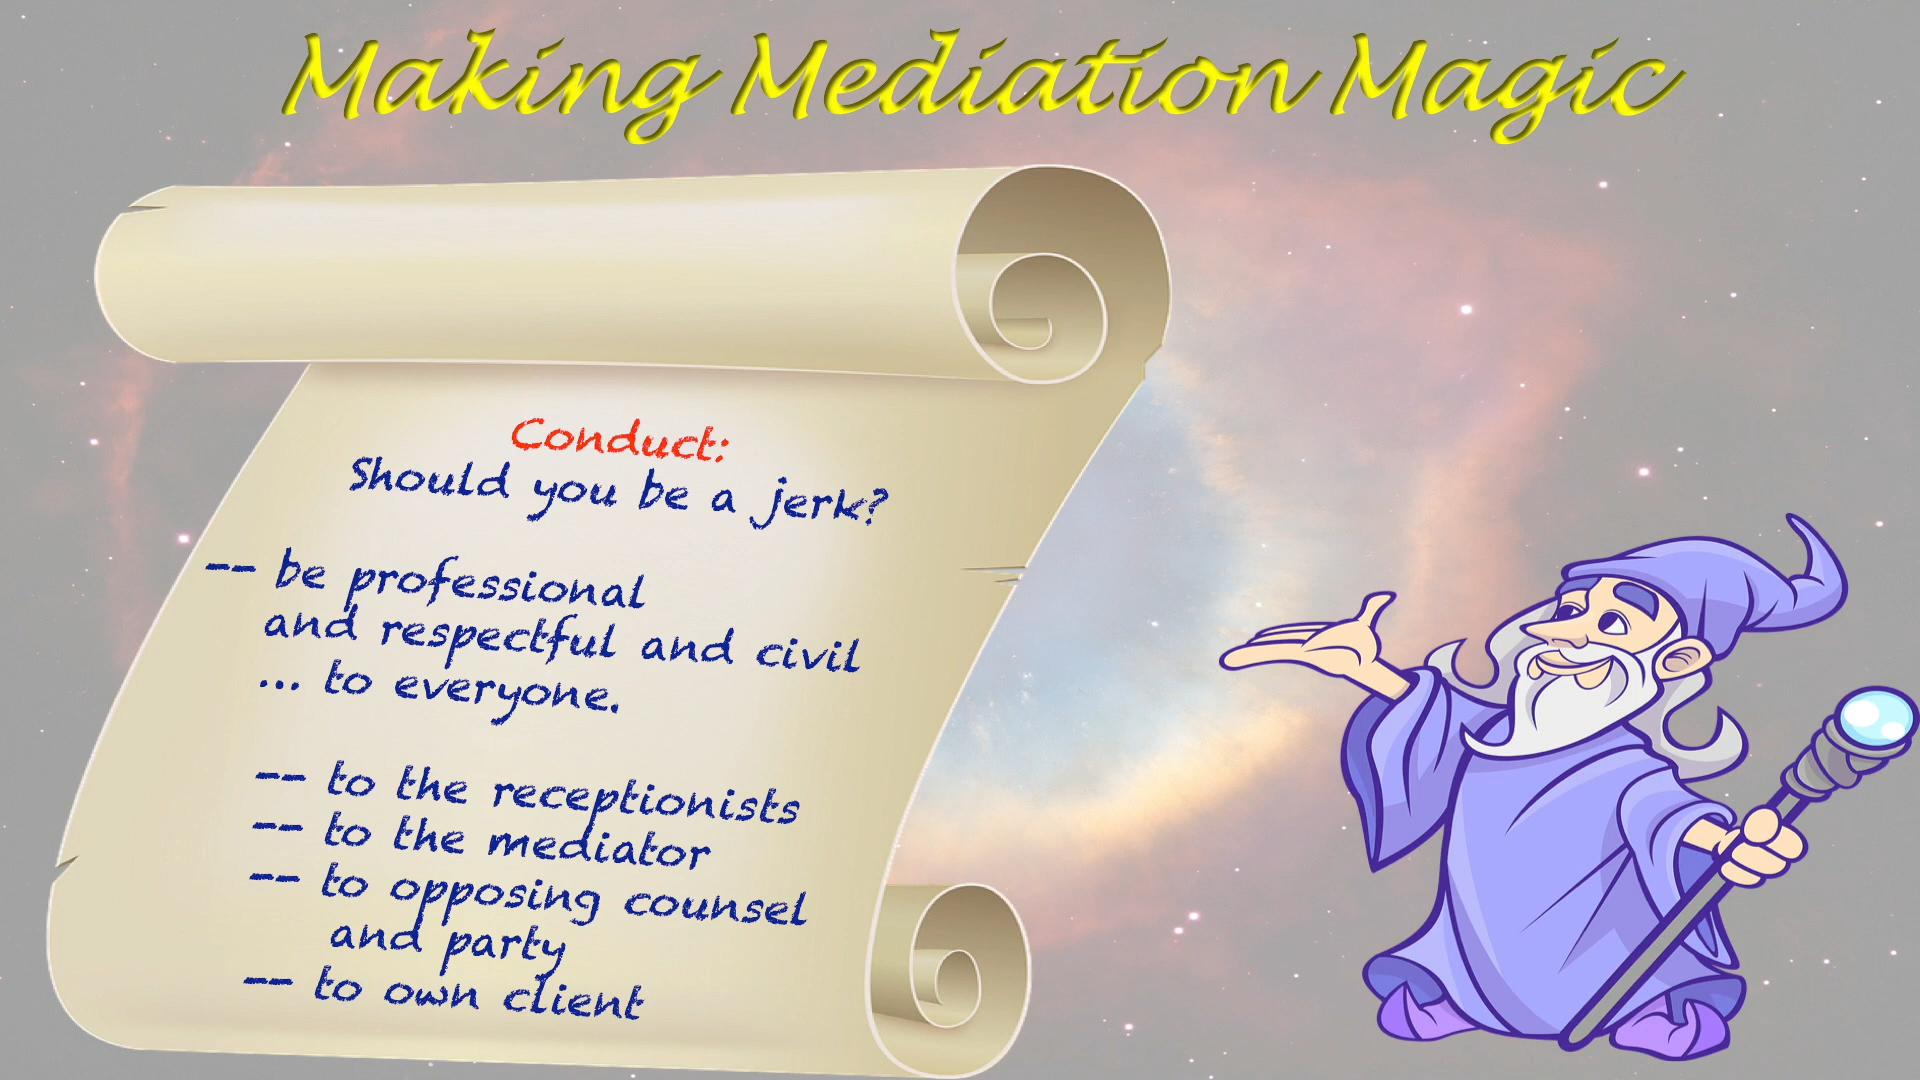 Making Mediation Magic
Conduct:
Should you be a jerk?
-- be professional
and respectful and civil
... to everyone.
-- to the receptionists
-- to the mediator
-- to opposing counsel
and party
-- to own client